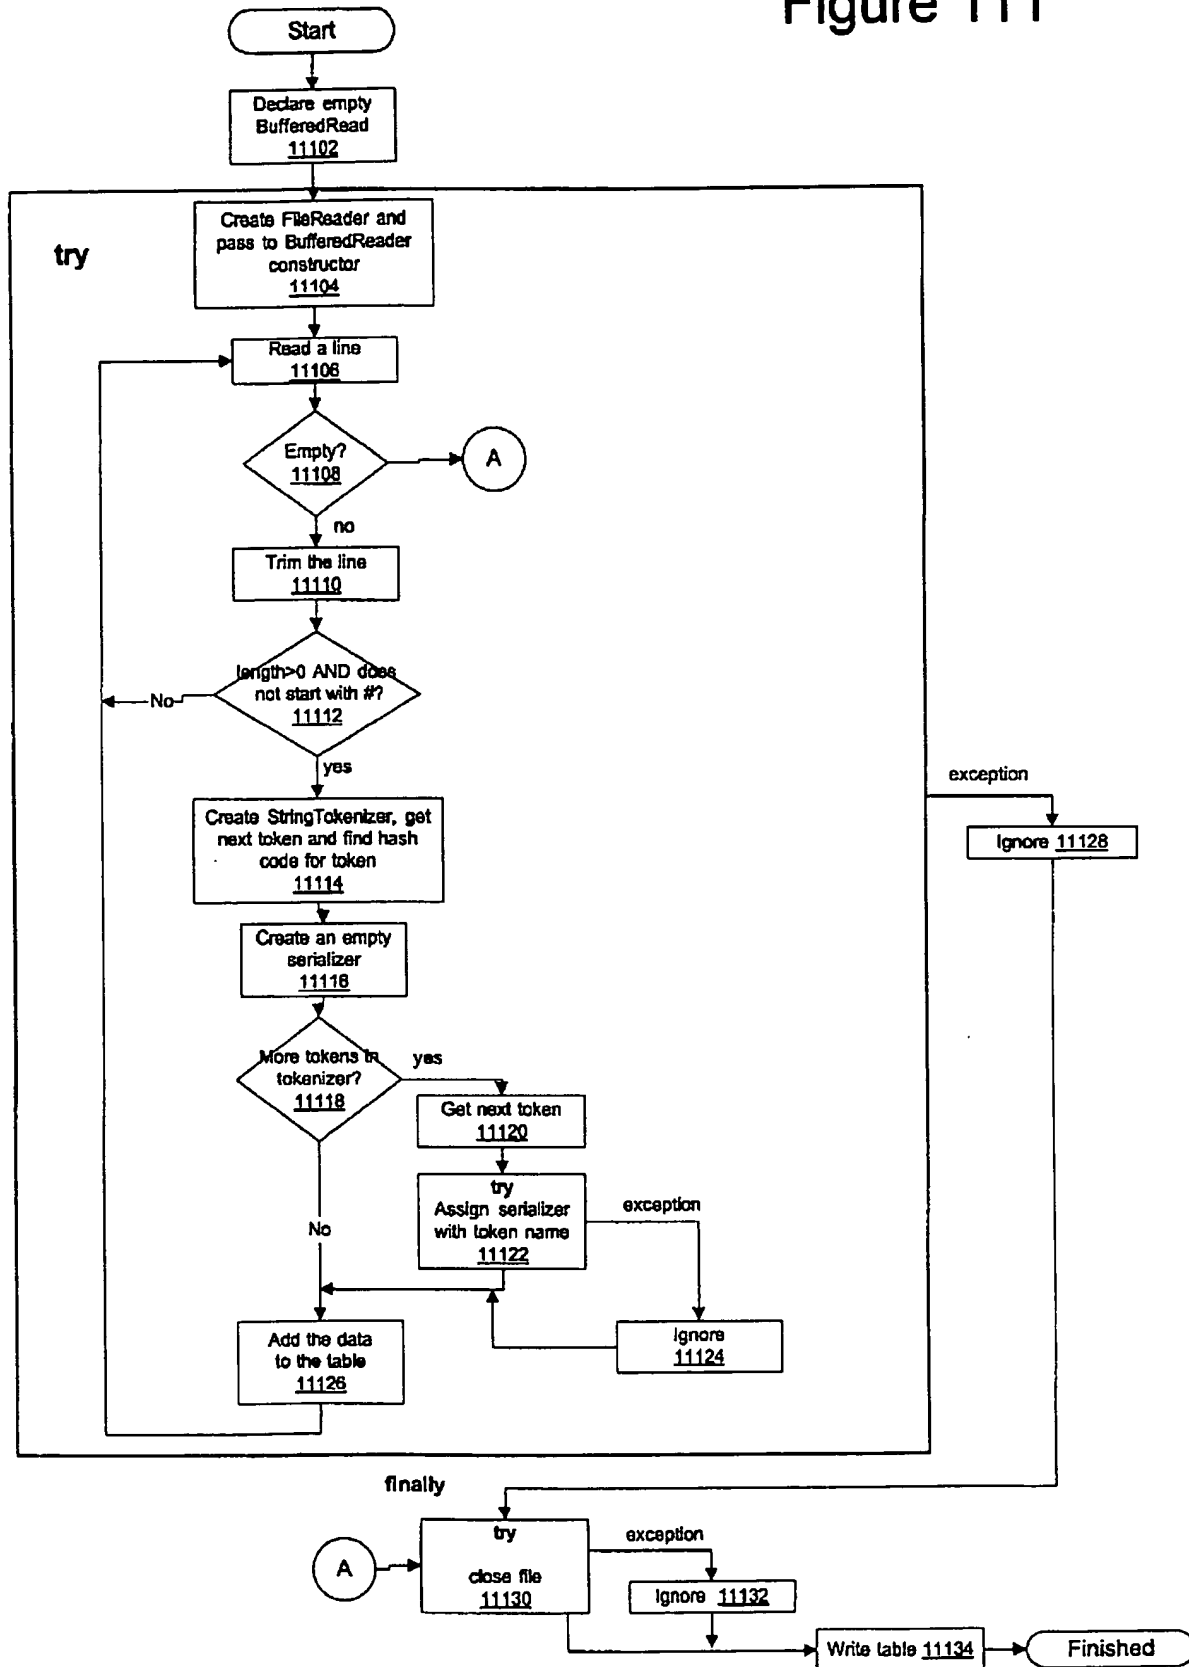 Figure 111
Start
Declare empty
BufferedRead
11102
try
Create FileReader and
pass to BufferedReader
constructor
11104
Read a line
11106
Empty?
11108
A
no
Trim the line
11110
length>0 AND does
not start with #?
11112
No
yes
exception
Ignore 11128
Create StringTokenizer, get
next token and find hash
code for token
11114
Create an empty
serializer
11116
More tokens in
tokenizer?
11118
yes
Get next token
11120
try
Assign serializer
with token name
11122
exception
No
Ignore
11124
Add the data
to the table
11126
finally
try
close file
11130
A
exception
Ignore 11132
Write table 11134
Finished